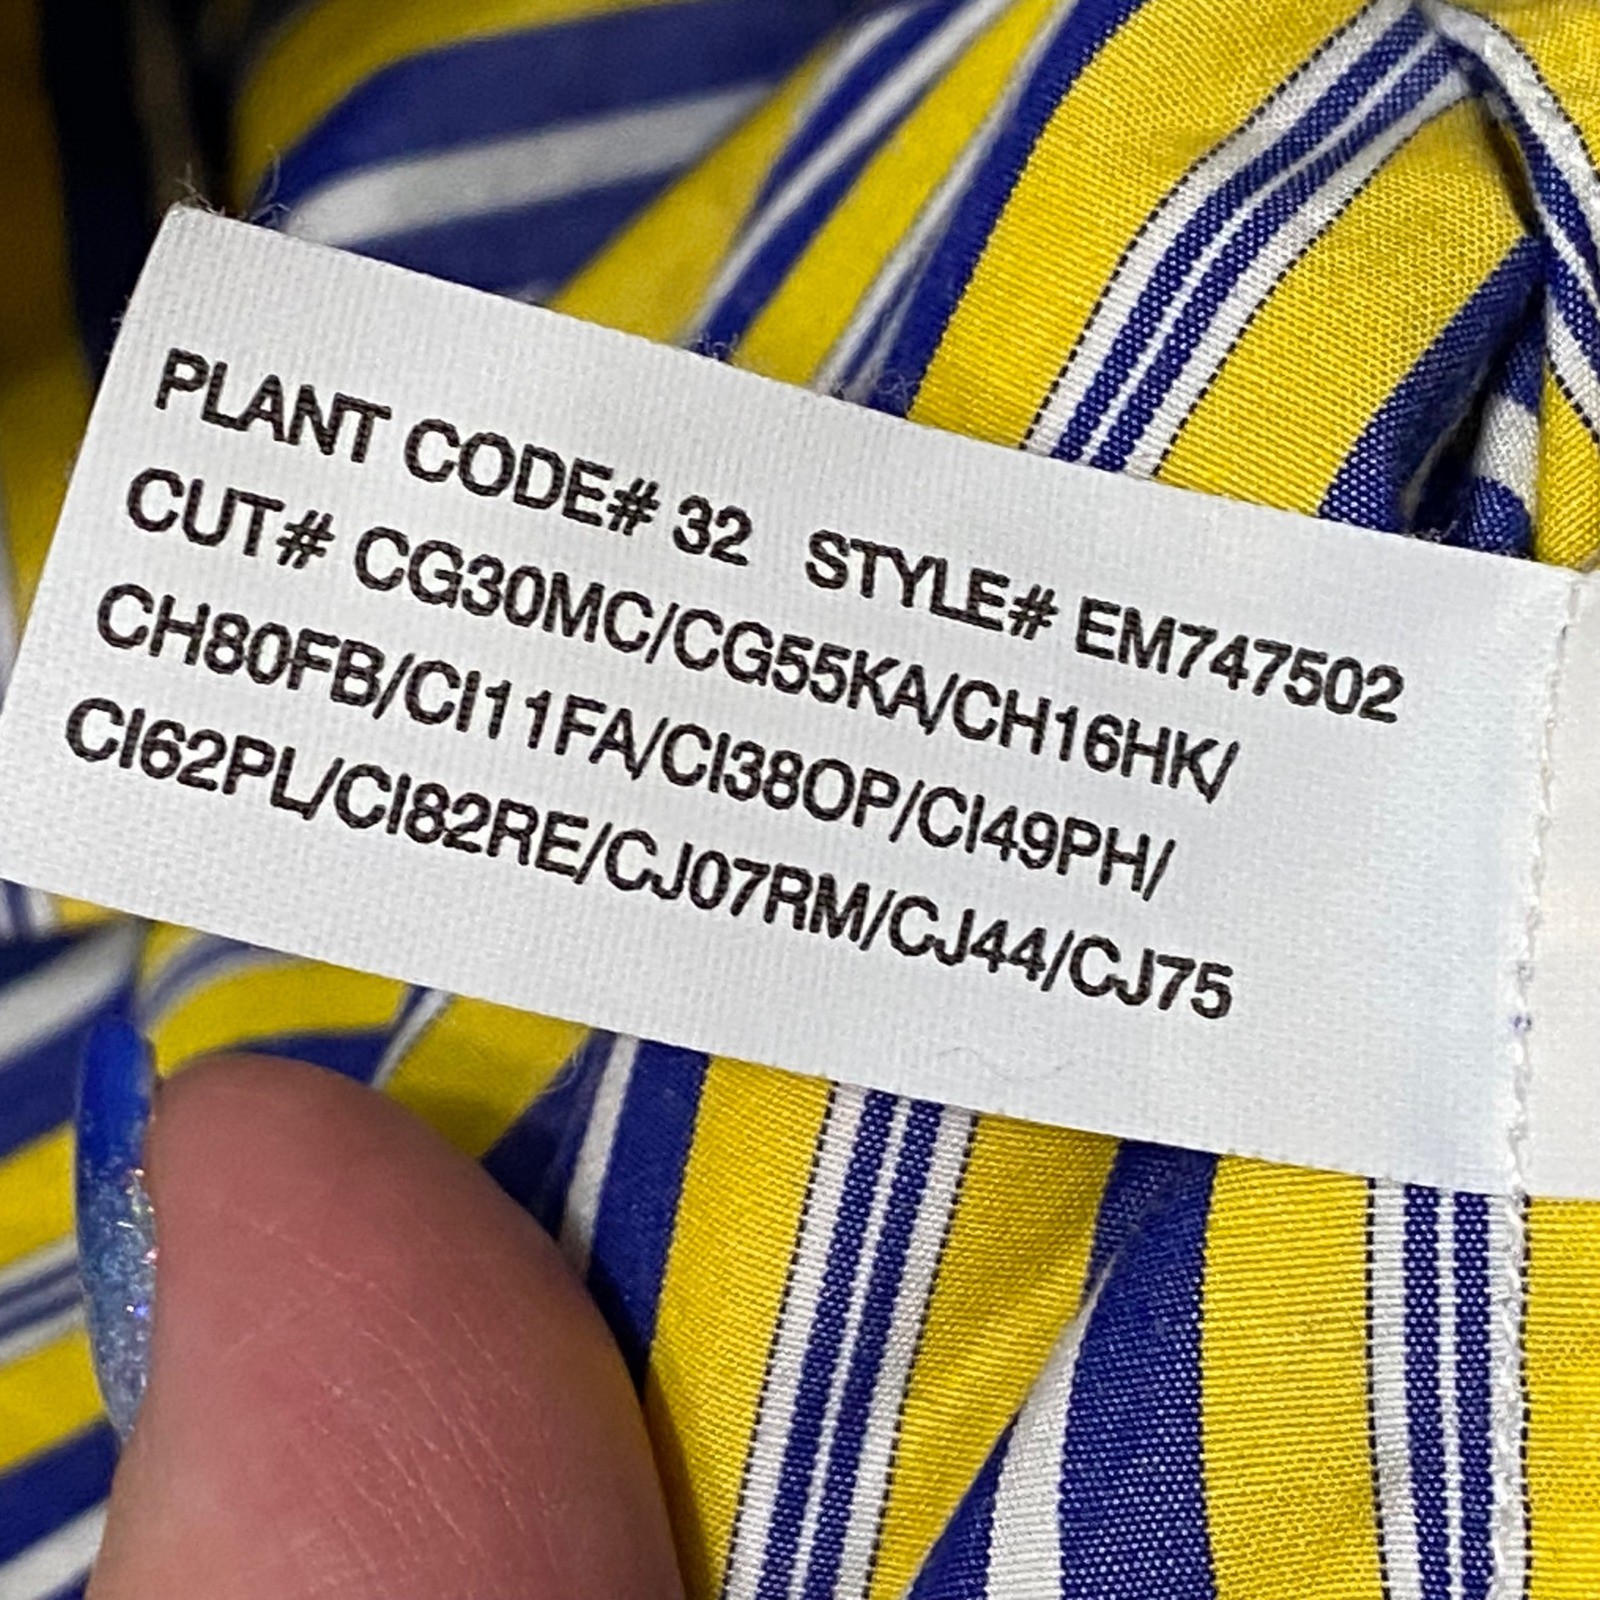 PLANT CODE# 32 STYLE# EM747502
CUT# CG30MC/CG55KA/CH16HK/
CH80FB/CI11FA/CI38OP/CI49PH/
CI62PL/CI82RE/CJ07RM/CJ44/CJ75